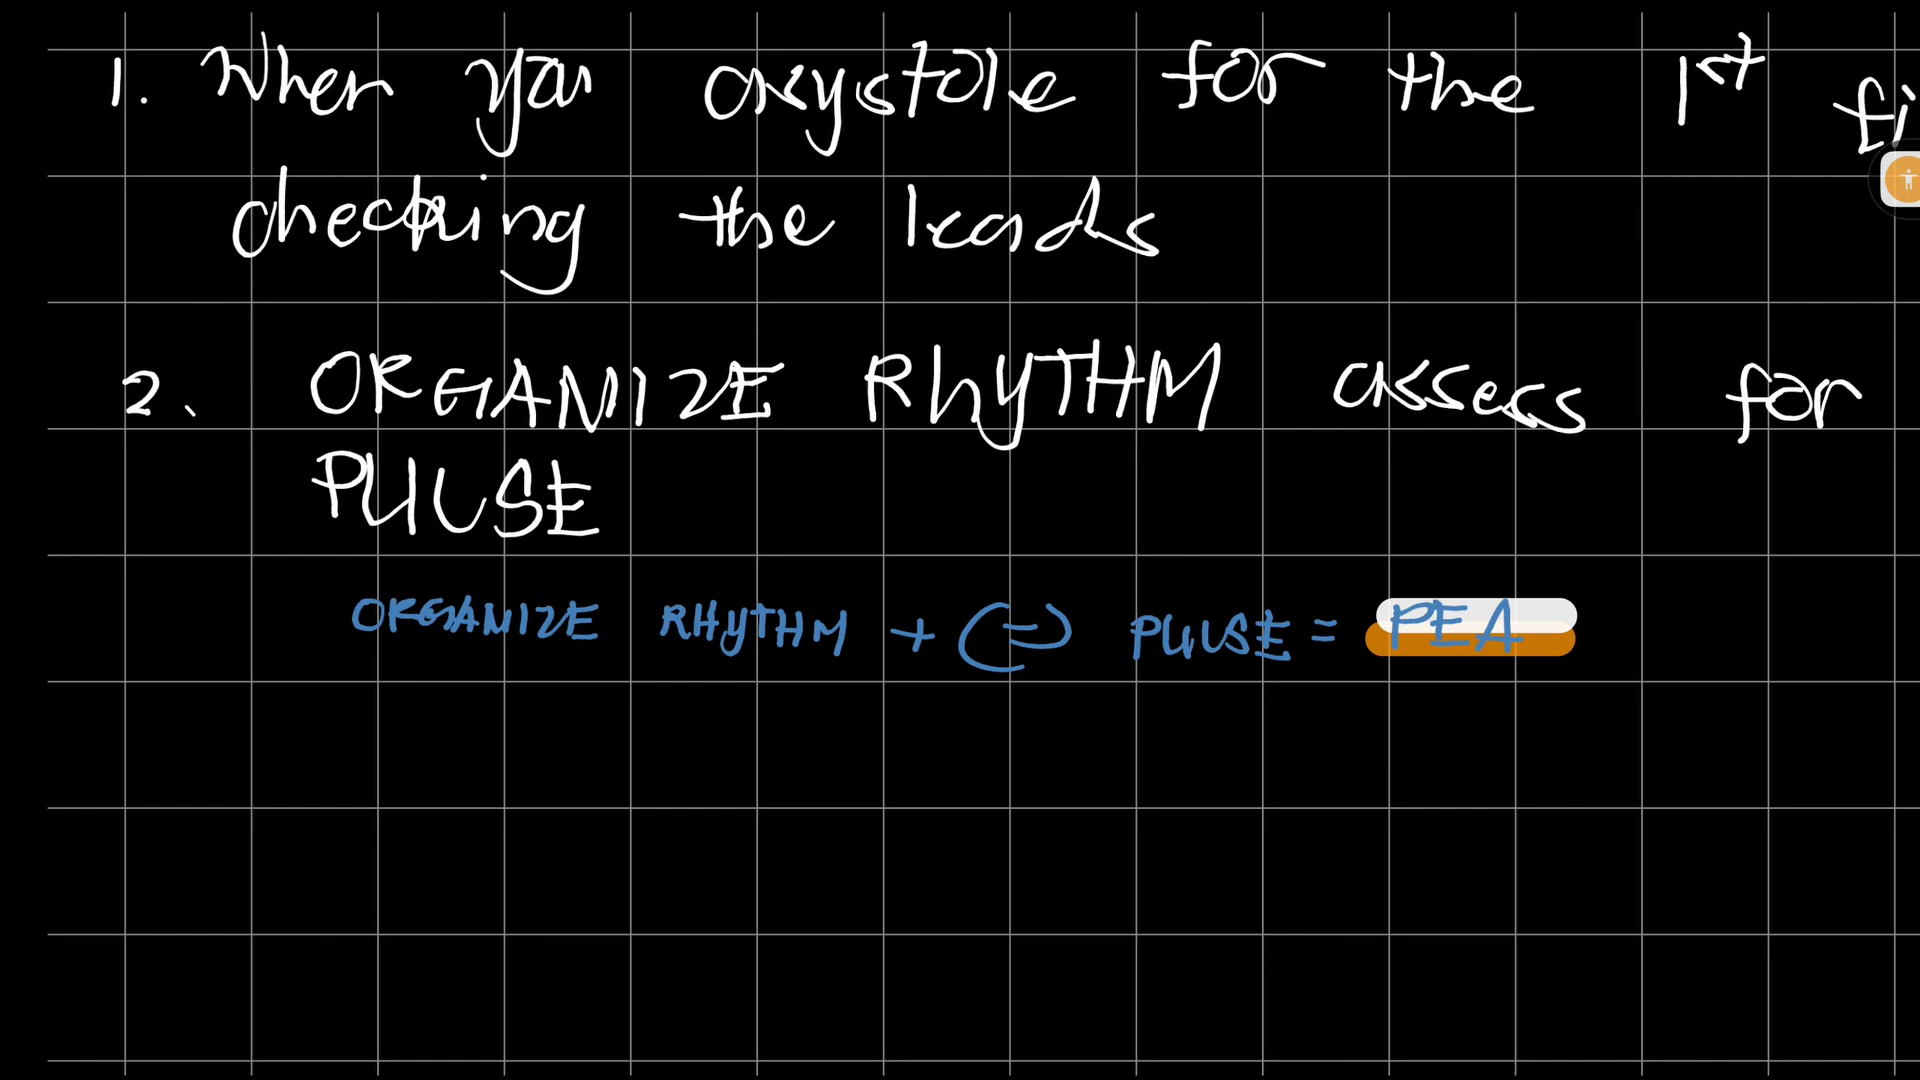 1. When you asystole for the 1st fi
checking the leads
2. ORGANIZE RHYTHM assess for
PULSE
ORGANIZE RHYTHM + (-) PULSE = PEA